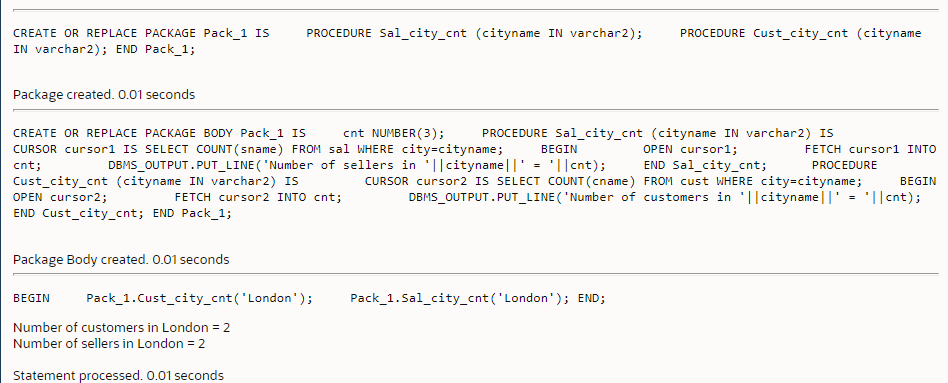 CREATE OR REPLACE PACKAGE Pack_1 IS     PROCEDURE Sal_city_cnt (cityname IN varchar2);     PROCEDURE Cust_city_cnt (cityname
IN varchar2); END Pack_1;
Package created. 0.01 seconds
CREATE OR REPLACE PACKAGE BODY Pack_1 IS     cnt NUMBER(3);     PROCEDURE Sal_city_cnt (cityname IN varchar2) IS
CURSOR cursor1 IS SELECT COUNT(sname) FROM sal WHERE city=cityname;     BEGIN         OPEN cursor1;         FETCH cursor1 INTO
cnt;         DBMS_OUTPUT.PUT_LINE('Number of sellers in '||cityname||' = '||cnt);     END Sal_city_cnt;      PROCEDURE
Cust_city_cnt (cityname IN varchar2) IS         CURSOR cursor2 IS SELECT COUNT(cname) FROM cust WHERE city=cityname;     BEGIN
OPEN cursor2;         FETCH cursor2 INTO cnt;         DBMS_OUTPUT.PUT_LINE('Number of customers in '||cityname||' = '||cnt);
END Cust_city_cnt; END Pack_1;
Package Body created. 0.01 seconds
BEGIN     Pack_1.Cust_city_cnt('London');     Pack_1.Sal_city_cnt('London'); END;
Number of customers in London = 2
Number of sellers in London = 2
Statement processed. 0.01 seconds